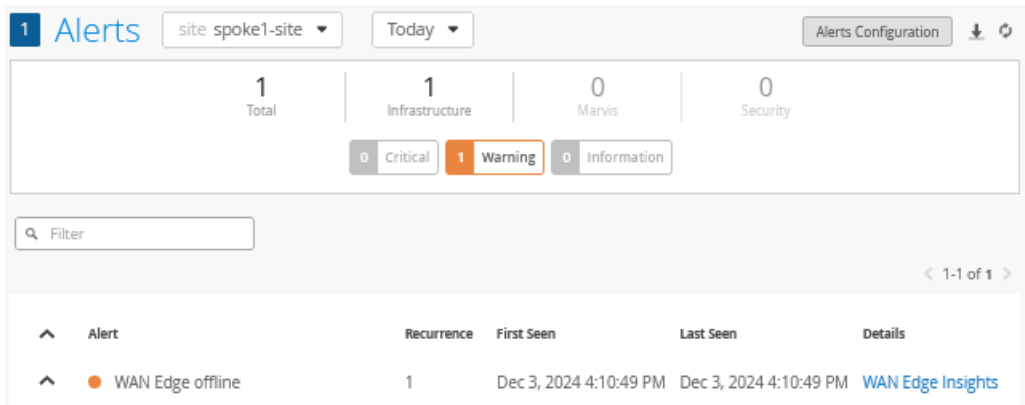 1 Alerts site spoke1-site Today Alerts Configuration
1 1 0 0
Total Infrastructure Marvis Security
0 Critical 1 Warning 0 Information
Filter
1-1 of 1
Alert Recurrence First Seen Last Seen Details
WAN Edge offline 1 Dec 3, 2024 4:10:49 PM Dec 3, 2024 4:10:49 PM WAN Edge Insights